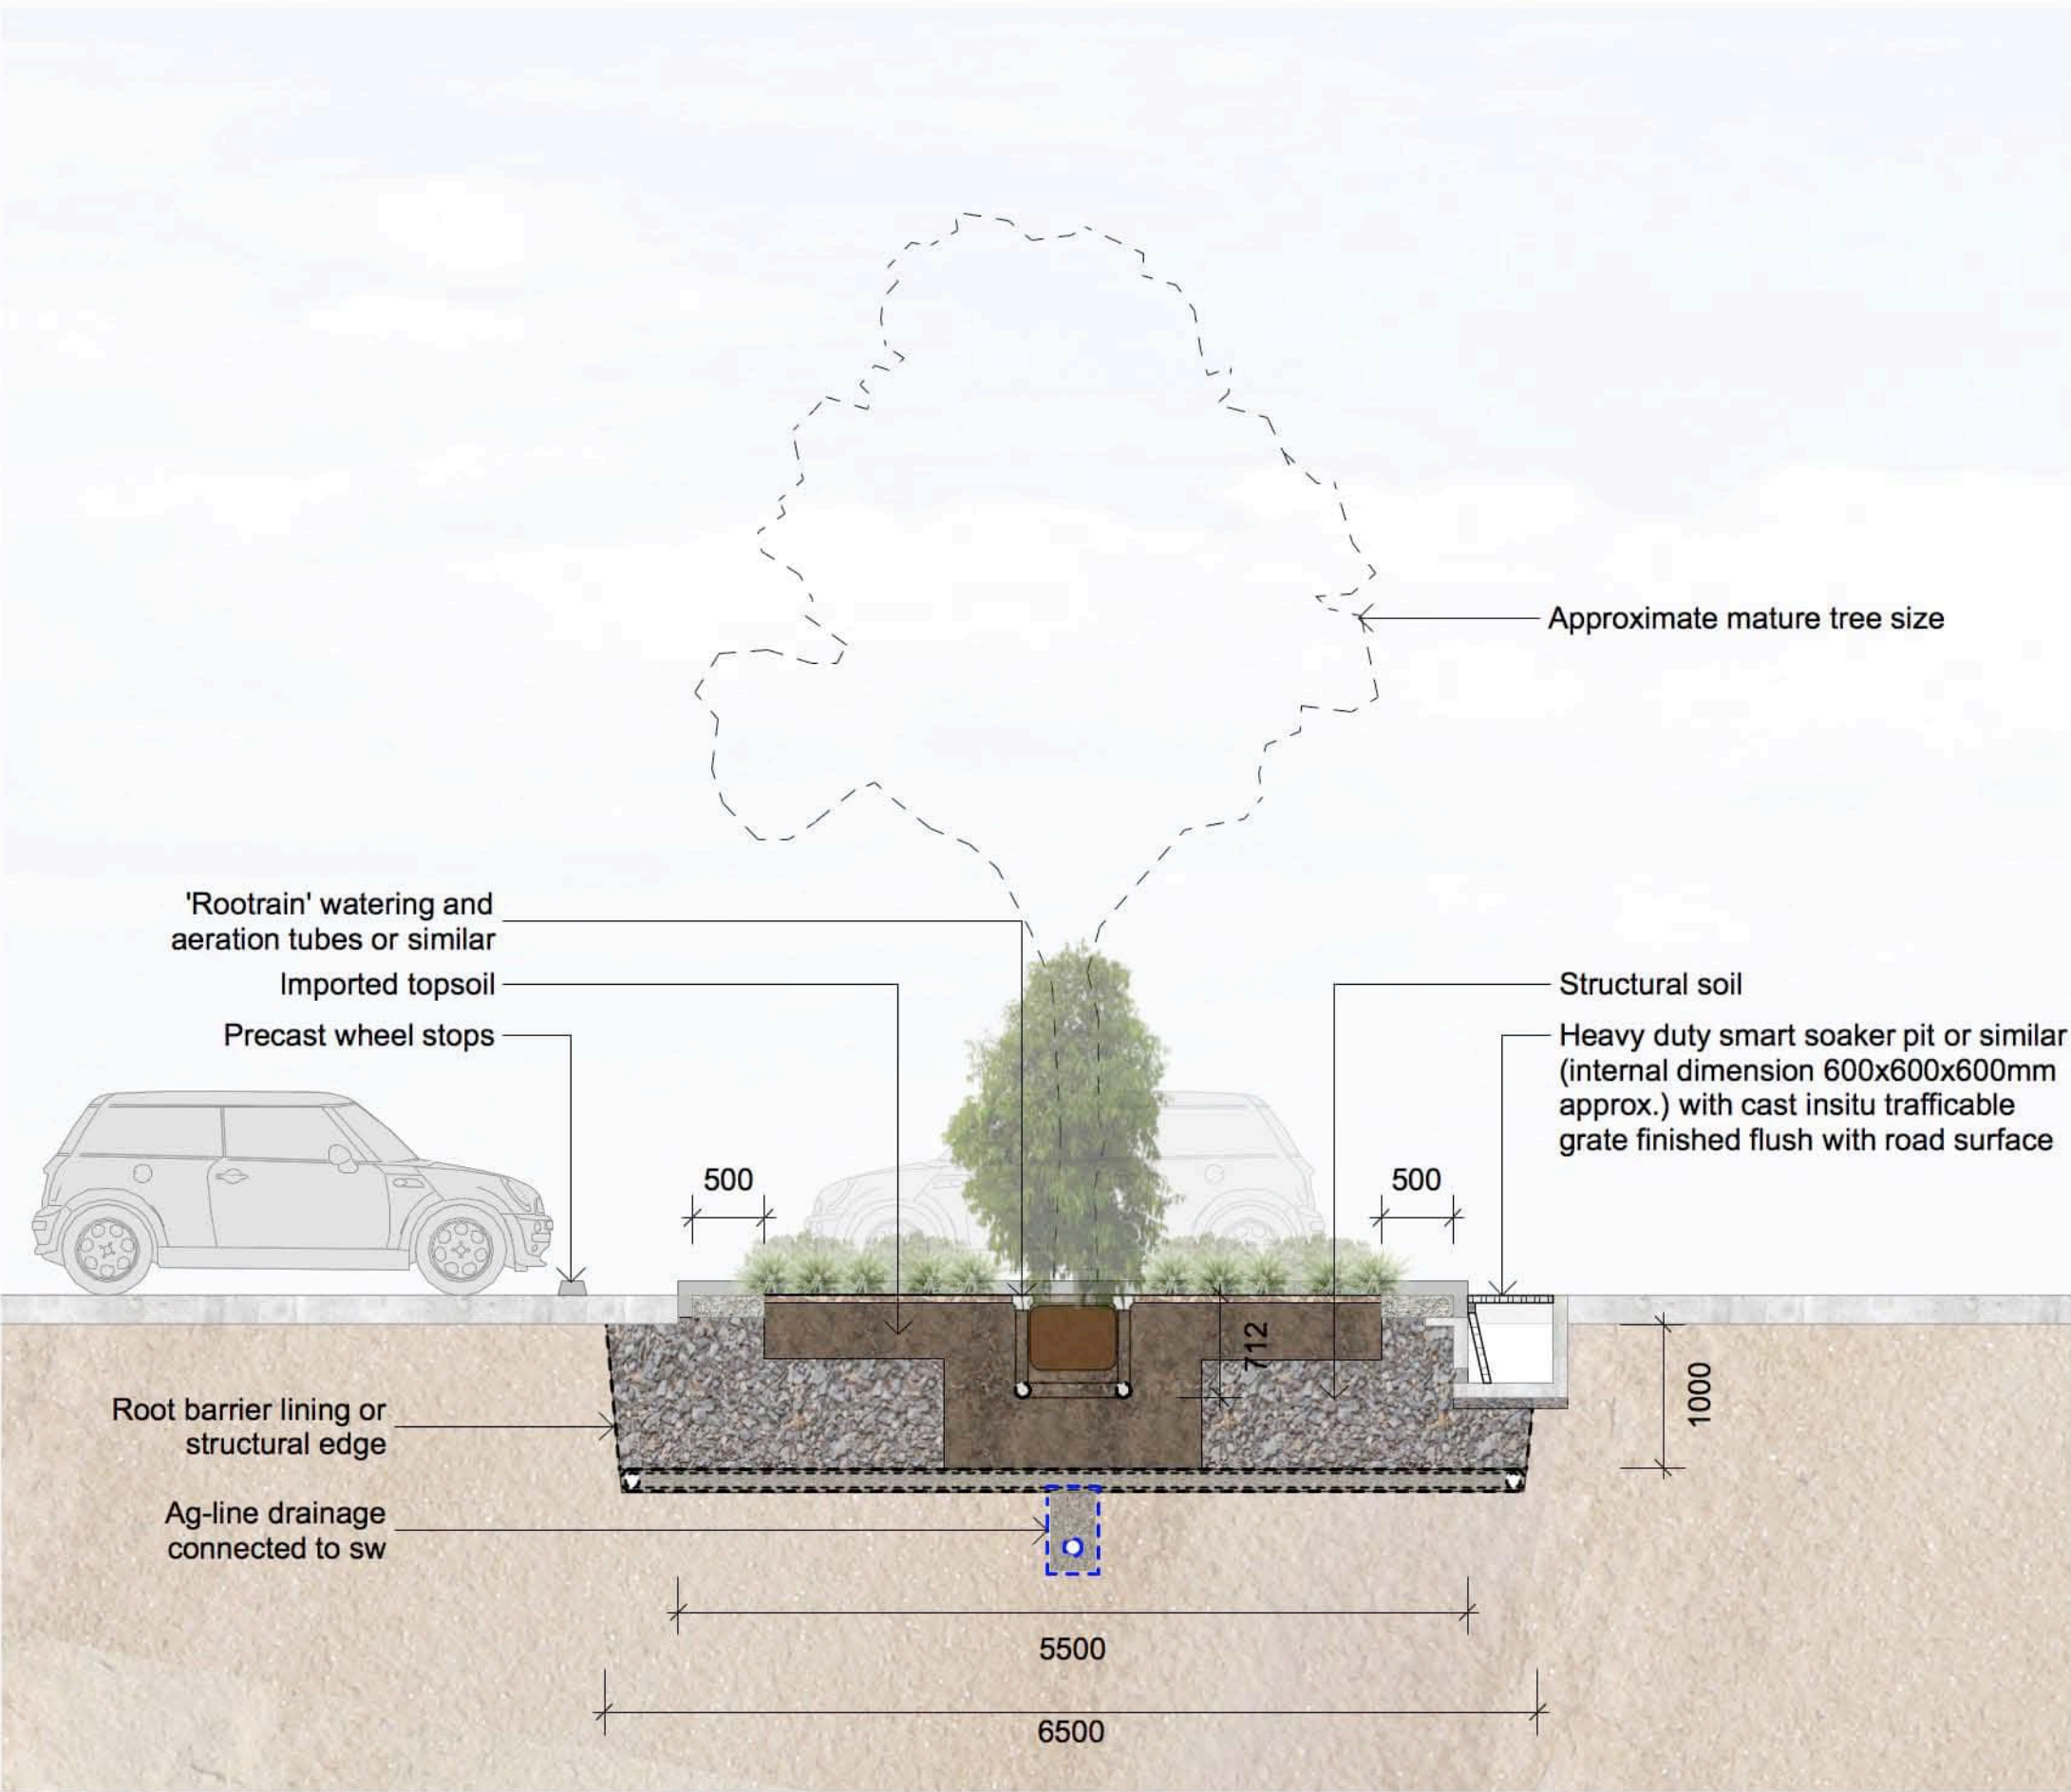 Approximate mature tree size
'Rootrain' watering and
aeration tubes or similar
Imported topsoil
Precast wheel stops
Structural soil
Heavy duty smart soaker pit or similar
(internal dimension 600x600x600mm
approx.) with cast insitu trafficable
grate finished flush with road surface
500
500
712
1000
Root barrier lining or
structural edge
Ag-line drainage
connected to sw
5500
6500